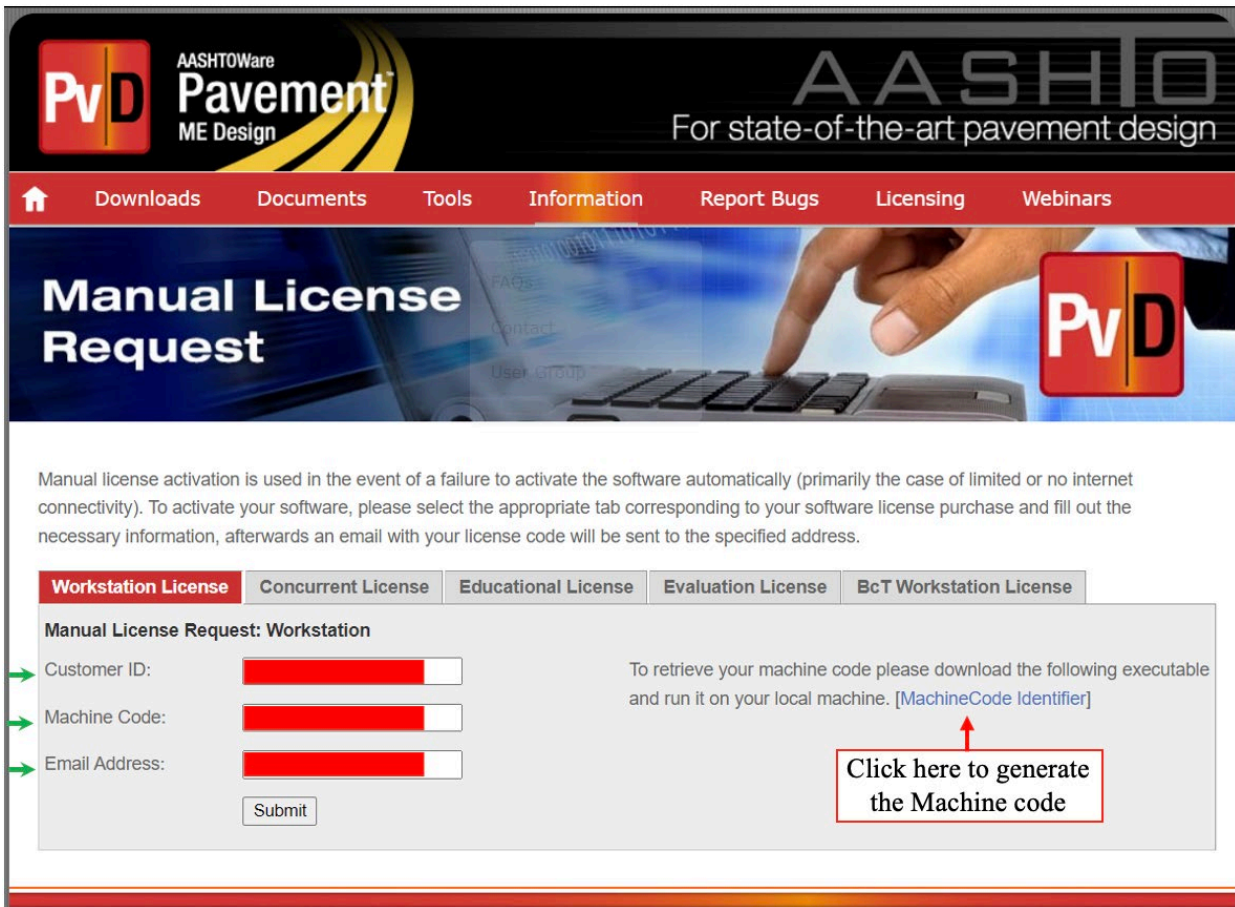 PvD
AASHTOWare
Pavement™
ME Design
AASHTO
For state-of-the-art pavement design
Downloads Documents Tools Information Report Bugs Licensing Webinars
Manual License
Request
FAQs
Contact
User Group
PvD
Manual license activation is used in the event of a failure to activate the software automatically (primarily the case of limited or no internet
connectivity). To activate your software, please select the appropriate tab corresponding to your software license purchase and fill out the
necessary information, afterwards an email with your license code will be sent to the specified address.
Workstation License Concurrent License Educational License Evaluation License BcT Workstation License
Manual License Request: Workstation
Customer ID:
Machine Code:
Email Address:
Submit
To retrieve your machine code please download the following executable
and run it on your local machine. [MachineCode Identifier]
Click here to generate
the Machine code